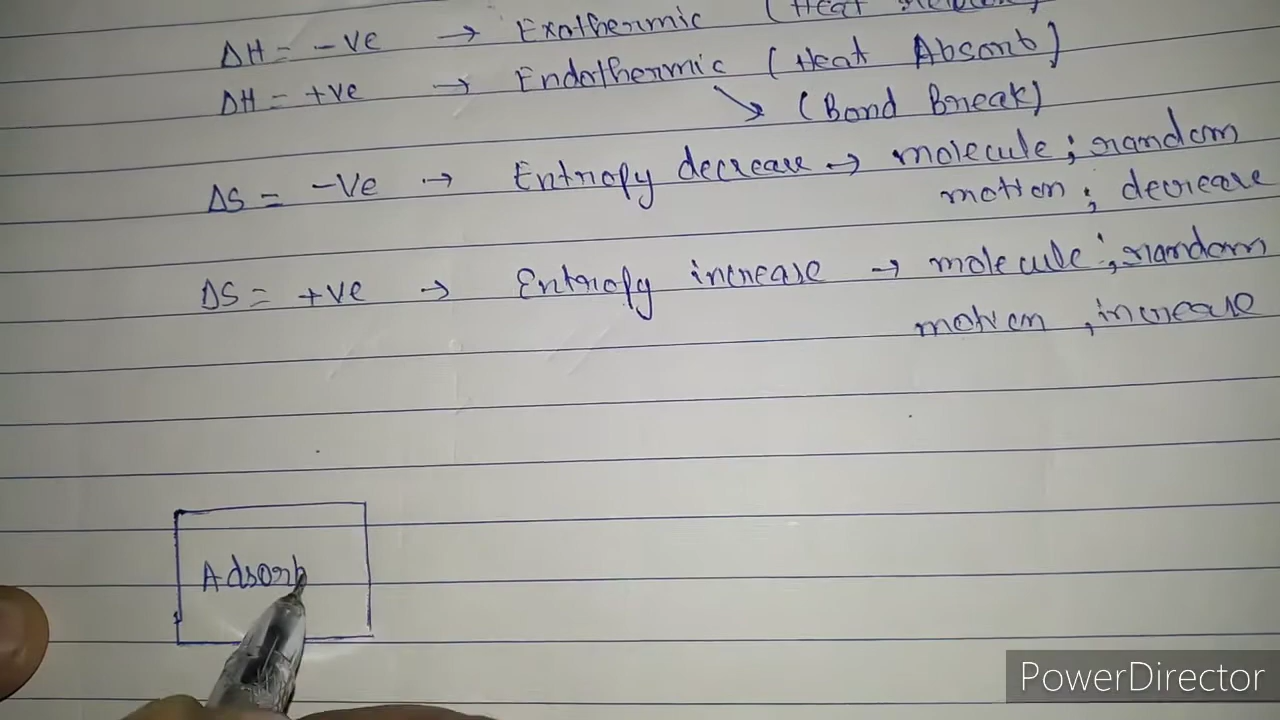 ΔH = -ve → Exothermic (Heat
ΔH = +ve → Endothermic (Heat Absorb)
↘ (Bond Break)
ΔS = -ve → Entropy decrease → molecule; random
motion; decrease
ΔS = +ve → Entropy increase → molecule; random
motion, increase
Adsorb
PowerDirector